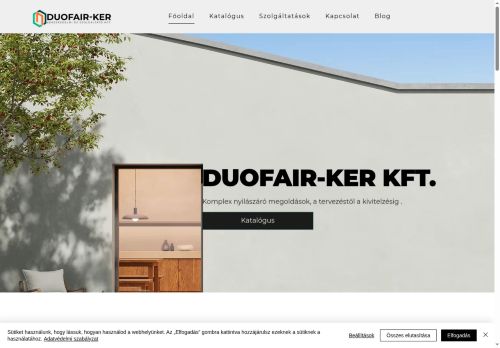 DUOFAIR-KER
Főoldal
Katalógus
Szolgáltatások
Kapcsolat
Blog
DUOFAIR-KER KFT.
Komplex nyilászáró megoldások, a tervezéstől a kivitelzésig .
Katalógus
Sütiket használunk, hogy lássuk, hogyan használod a webhelyünket. Az „Elfogadás" gombra kattintva hozzájárulsz ezeknek a sütiknek a
használatához. Adatvédelmi szabályzat
Beállítások
Összes elutasítása
Elfogadás